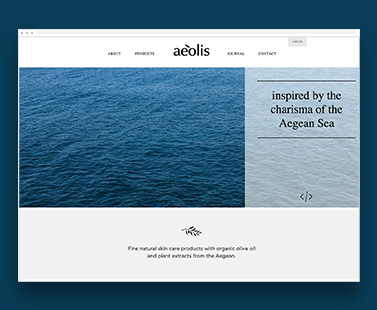 LOG IN
ABOUT PRODUCTS aèolis JOURNAL CONTACT
inspired by the
charisma of the
Aegean Sea
</>
Fine natural skin care products with organic olive oil
and plant extracts from the Aegean.